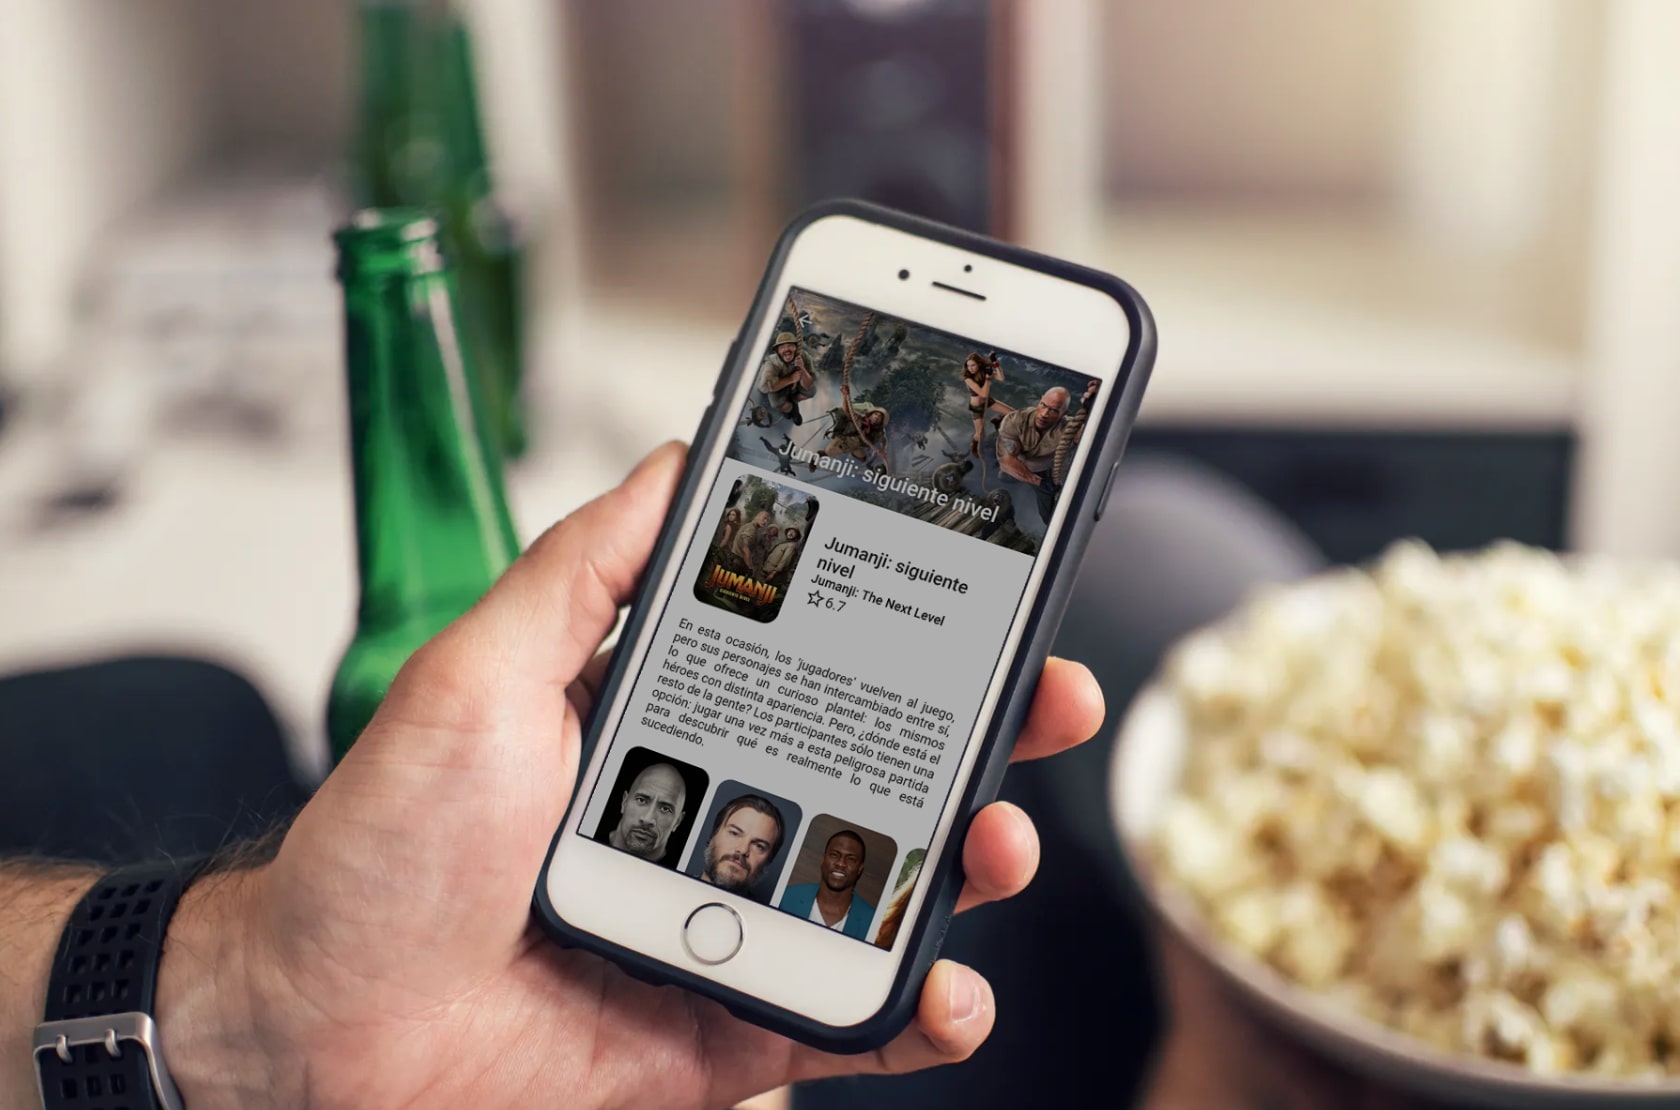 Jumanji: siguiente nivel
JUMANJI
SIGUIENTE NIVEL
Jumanji: siguiente
nivel
Jumanji: The Next Level
6.7
En esta ocasión, los 'jugadores' vuelven al juego,
pero sus personajes se han intercambiado entre sí,
lo que ofrece un curioso plantel: los mismos
héroes con distinta apariencia. Pero, ¿dónde está el
resto de la gente? Los participantes sólo tienen una
opción: jugar una vez más a esta peligrosa partida
para descubrir qué es realmente lo que está
sucediendo.